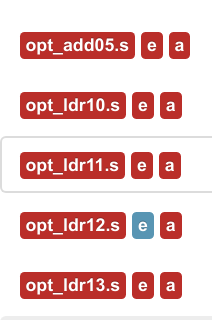 opt_add05.s e a
opt_ldr10.s e a
opt_ldr11.s e a
opt_ldr12.s e a
opt_ldr13.s e a